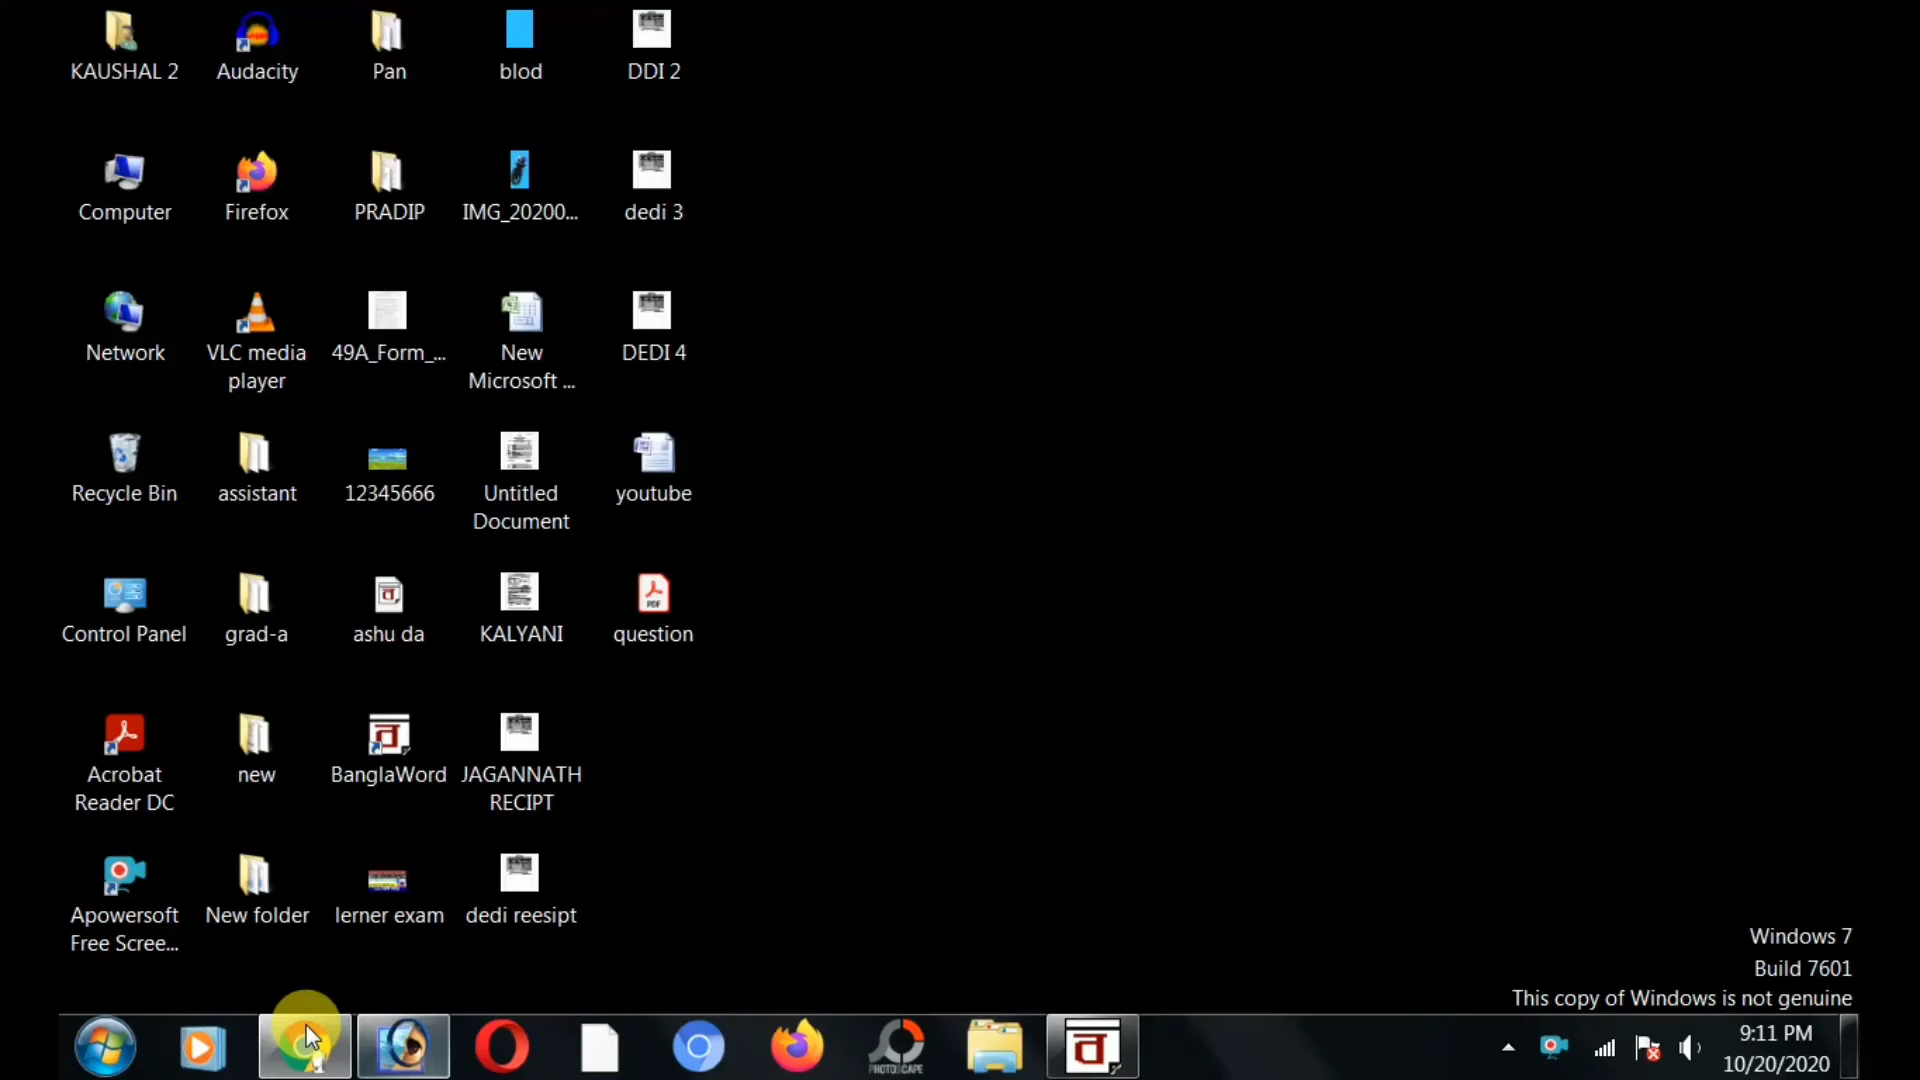 KAUSHAL 2
Audacity
Pan
blod
DDI 2
Computer
Firefox
PRADIP
IMG_20200...
dedi 3
Network
VLC media
player
49A_Form_...
New
Microsoft ...
DEDI 4
Recycle Bin
assistant
12345666
Untitled
Document
youtube
Control Panel
grad-a
ashu da
KALYANI
PDF
question
Acrobat
Reader DC
new
BanglaWord
JAGANNATH
RECIPT
Apowersoft
Free Scree...
New folder
lerner exam
dedi reesipt
Windows 7
Build 7601
This copy of Windows is not genuine
PHOTOSCAPE
9:11 PM
10/20/2020